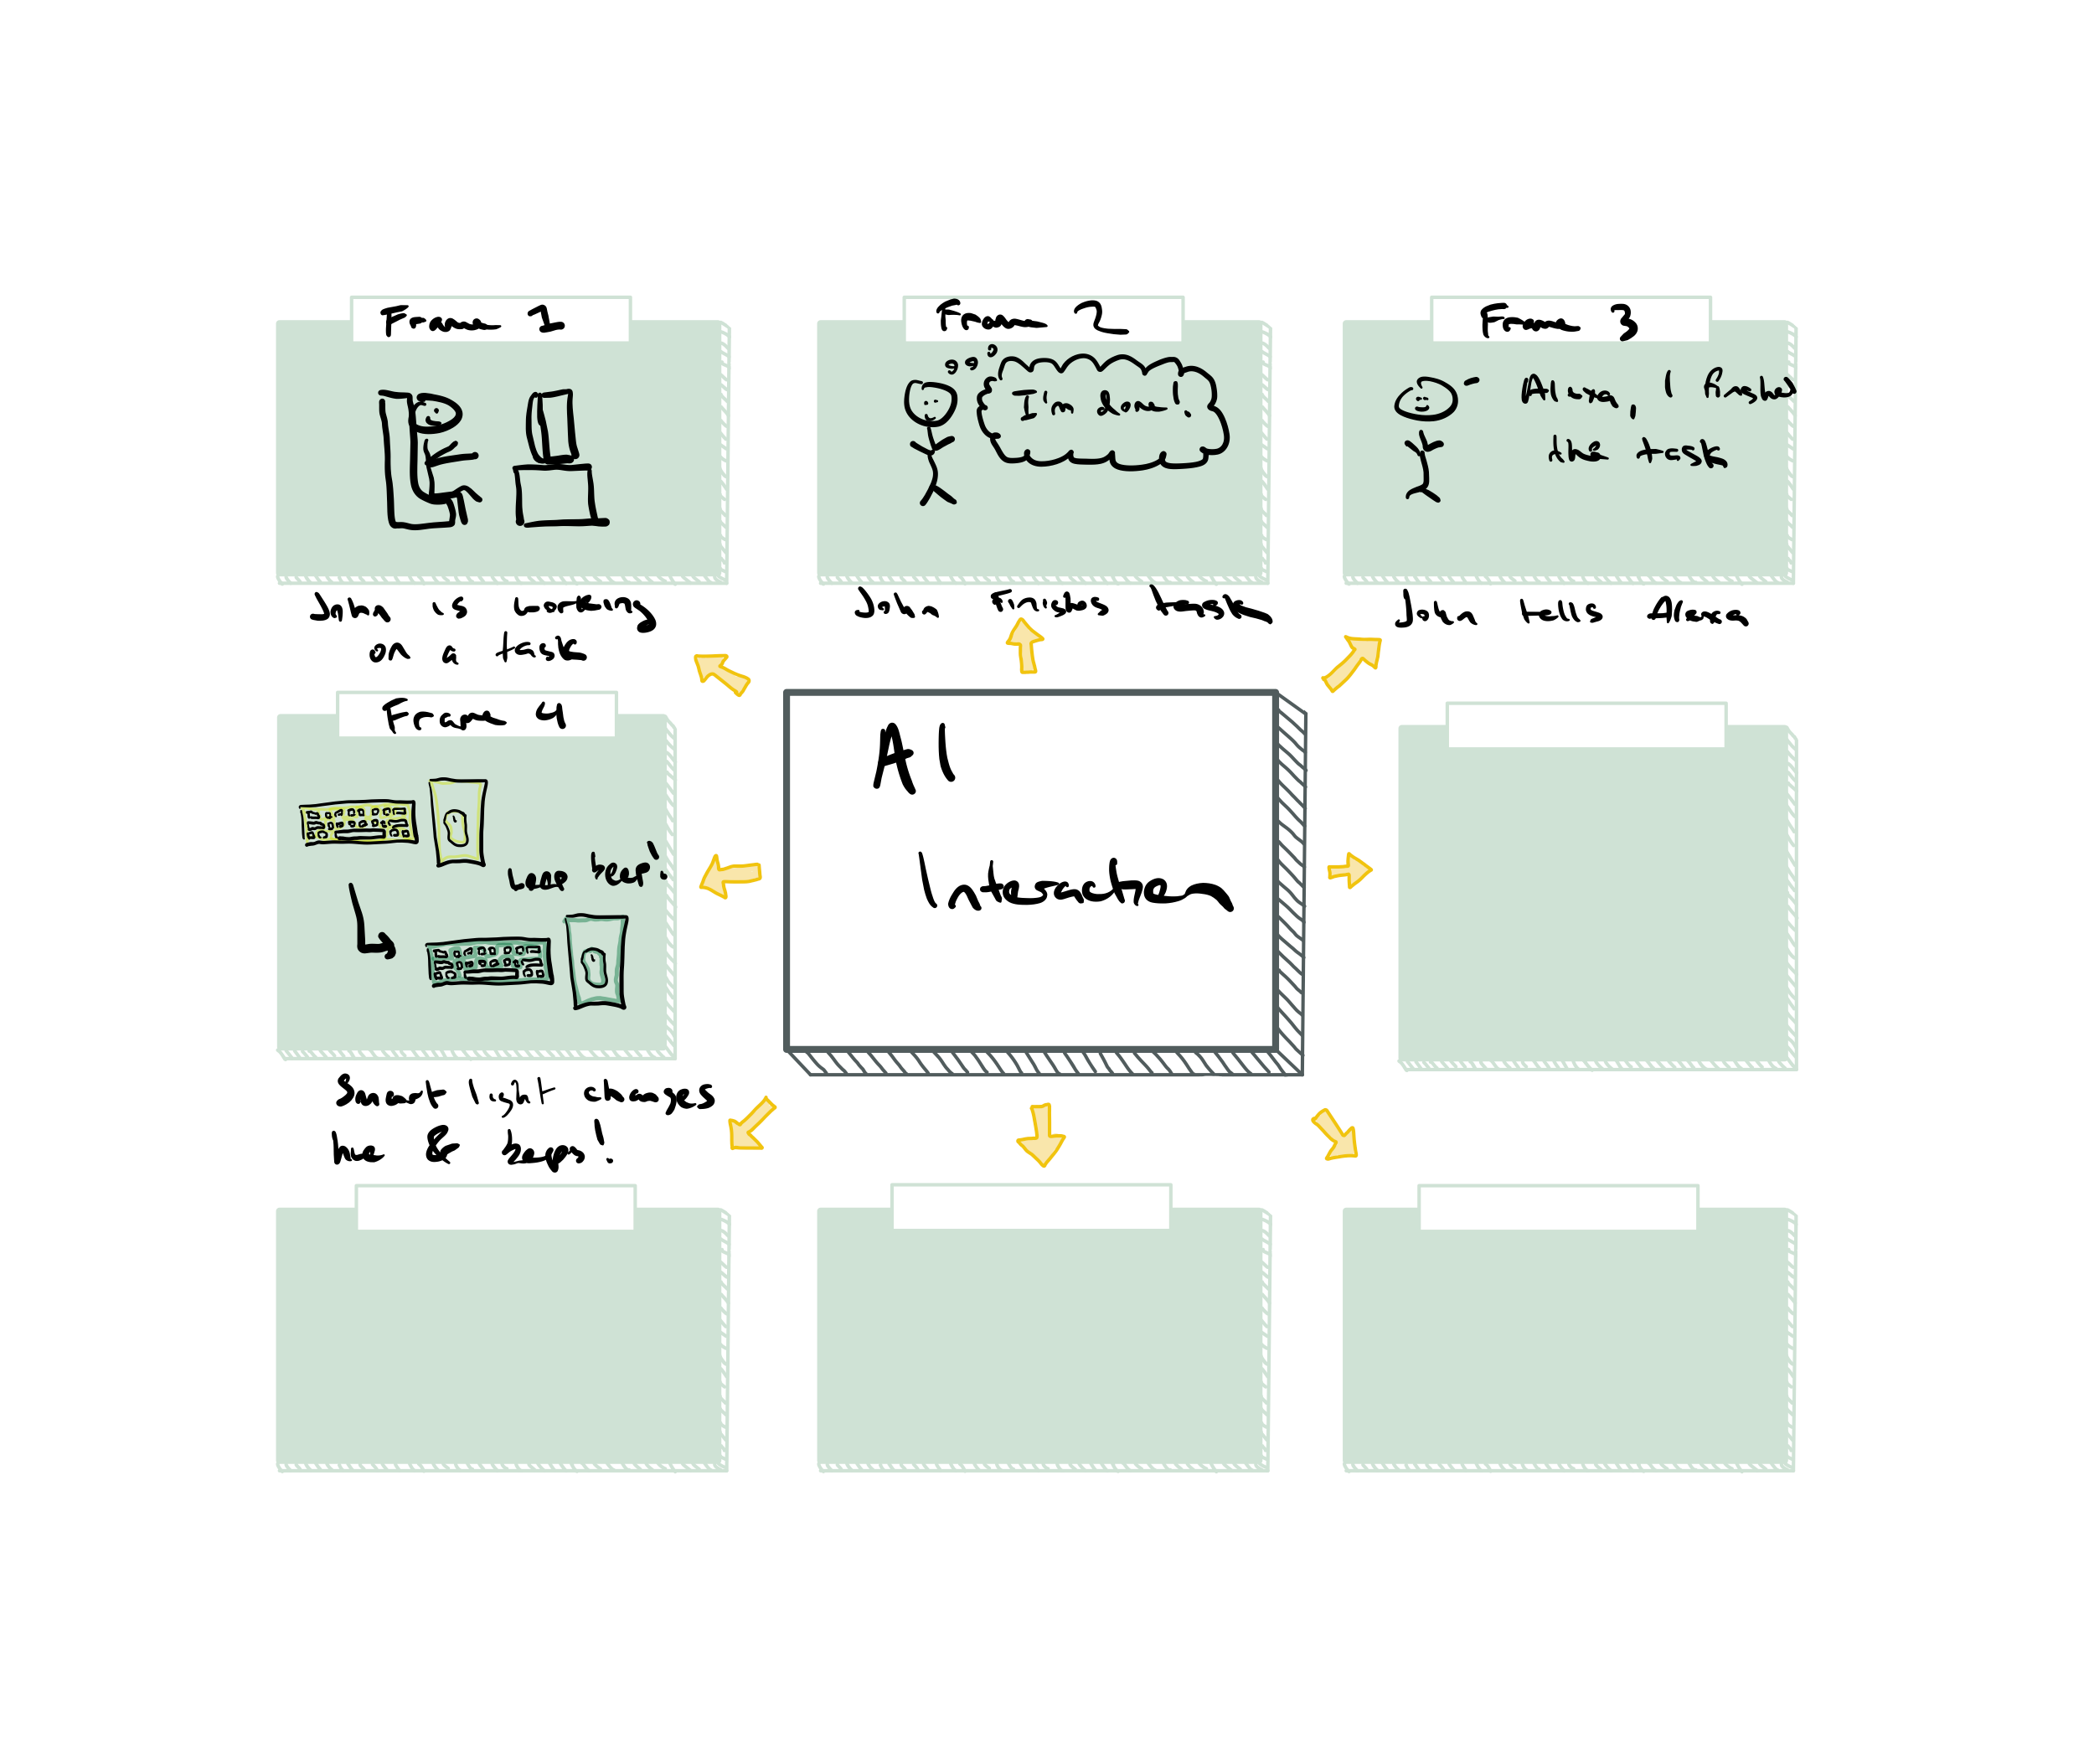 Frame 1
Frame 2
Frame 3
I'm done!
Alexa, I finished
the task
John is working
on a task
John finishes task
John tells Alexa
Frame 4
AI
Interaction
*beep*!
Smart light changes
hue & beeps!